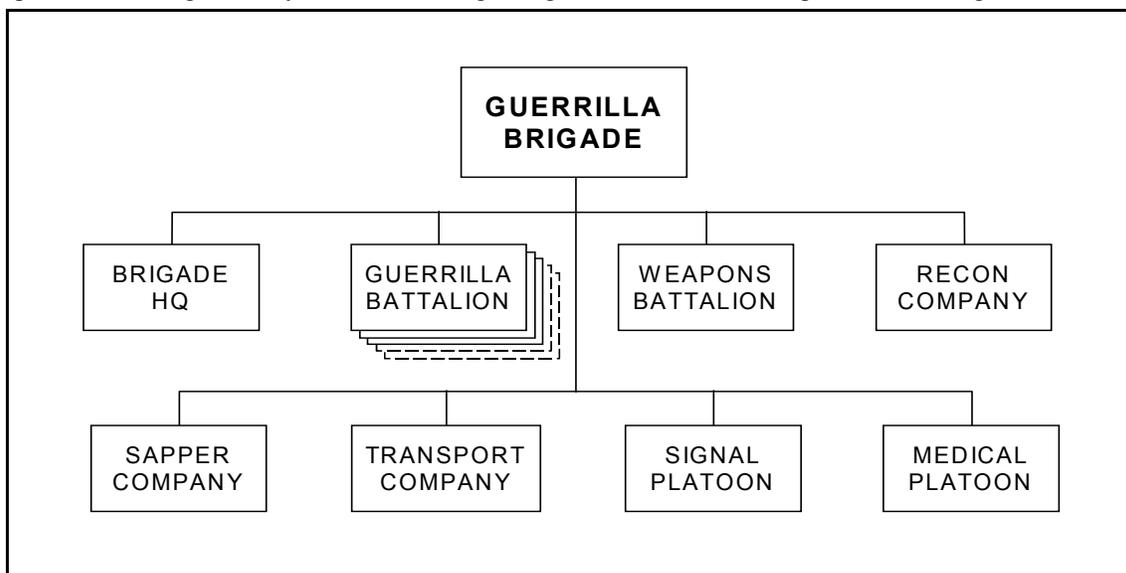 GUERRILLA
BRIGADE
BRIGADE
HQ
GUERRILLA
BATTALION
WEAPONS
BATTALION
RECON
COMPANY
SAPPER
COMPANY
TRANSPORT
COMPANY
SIGNAL
PLATOON
MEDICAL
PLATOON